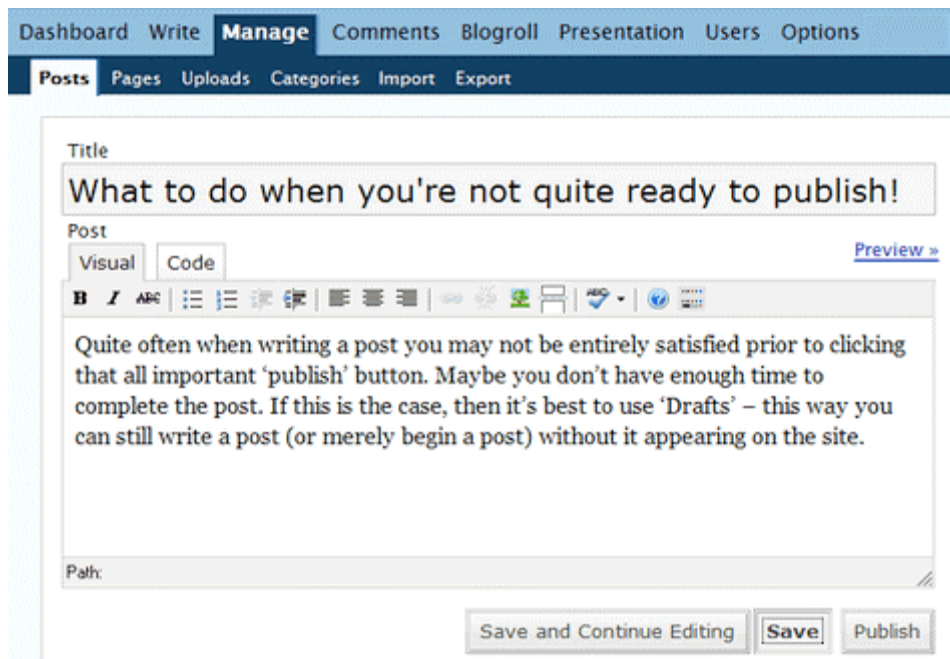 Dashboard Write Manage Comments Blogroll Presentation Users Options
Posts Pages Uploads Categories Import Export
Title
What to do when you're not quite ready to publish!
Post
Preview »
Visual Code
B I ABC ABC
Quite often when writing a post you may not be entirely satisfied prior to clicking
that all important ‘publish’ button. Maybe you don’t have enough time to
complete the post. If this is the case, then it’s best to use ‘Drafts’ – this way you
can still write a post (or merely begin a post) without it appearing on the site.
Path:
Save and Continue Editing Save Publish